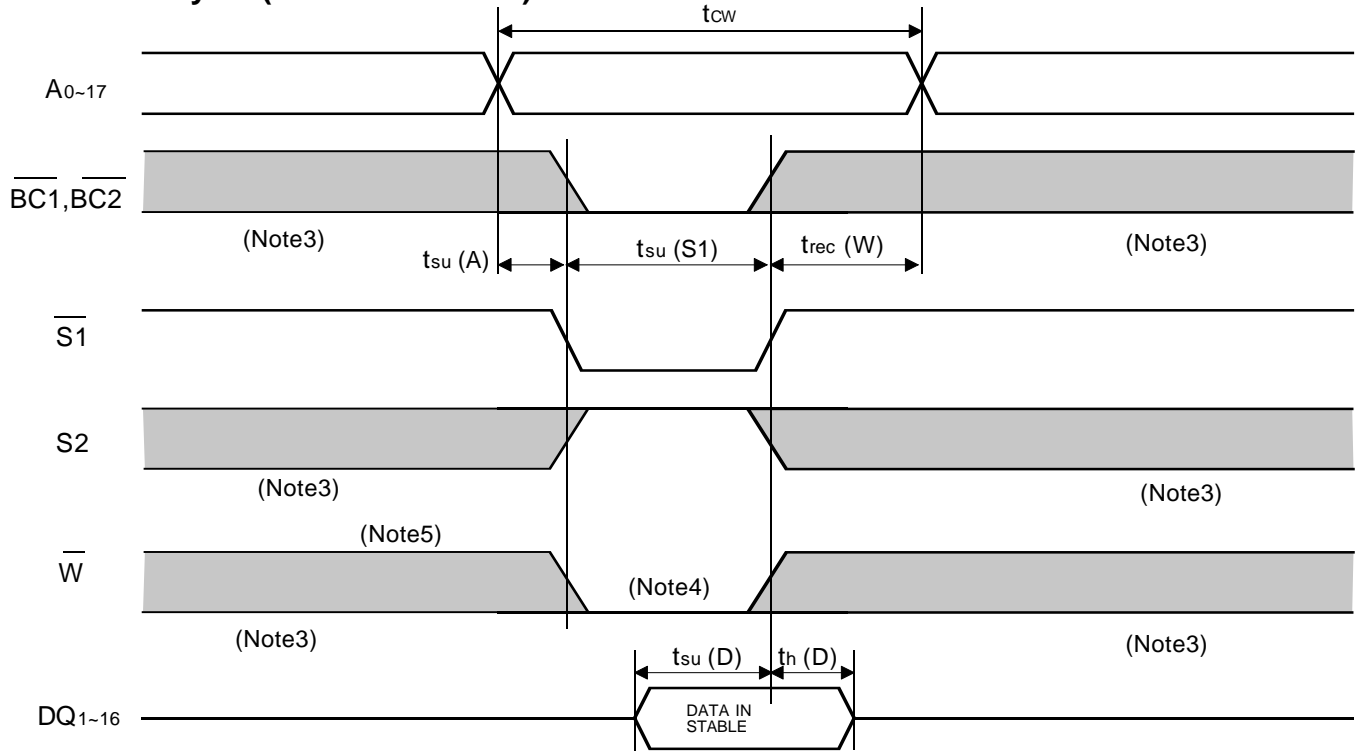 tCW
A0~17
BC1,BC2
(Note3)
(Note3)
tsu (A)
tsu (S1)
trec (W)
S1
S2
(Note3)
(Note3)
(Note5)
W
(Note4)
(Note3)
(Note3)
tsu (D)
th (D)
DQ1~16
DATA IN
STABLE